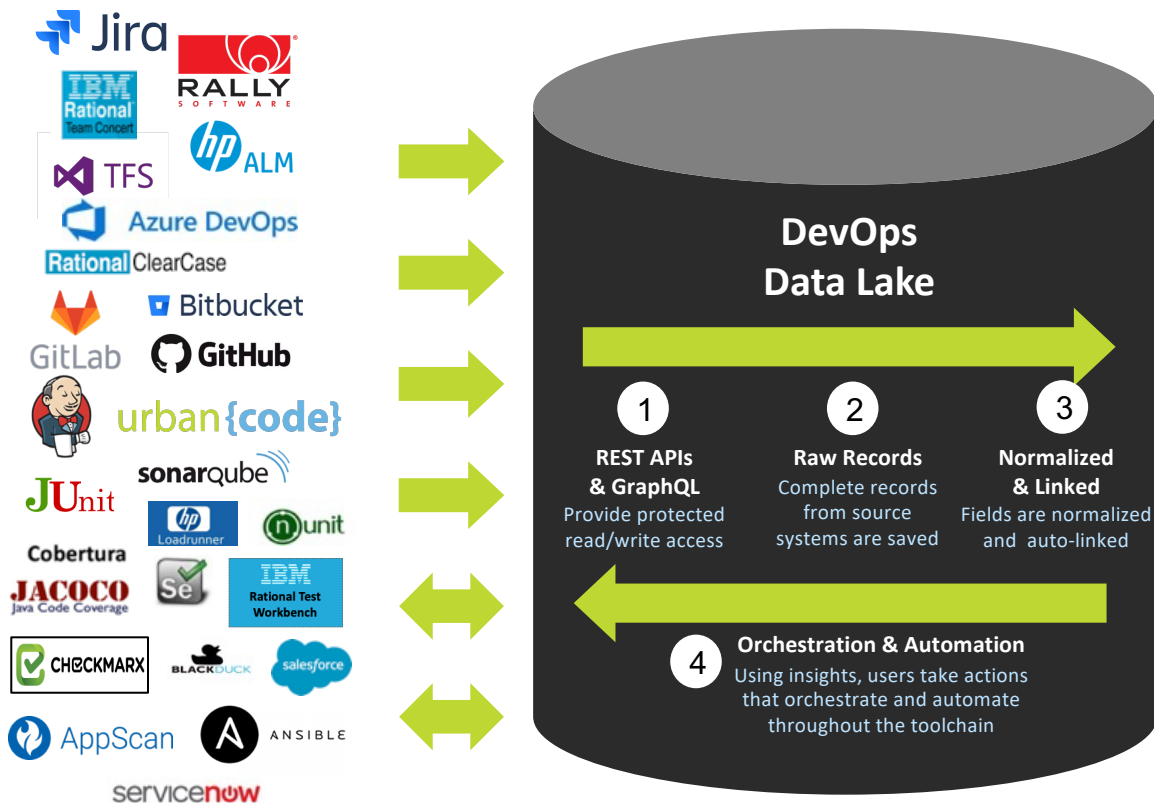 Jira
RALLY
SOFTWARE
IBM
Rational
Team Concert
hp ALM
TFS
Azure DevOps
Rational ClearCase
Bitbucket
GitLab
GitHub
urban{code}
sonarqube
JUnit
hp
Loadrunner
nunit
Cobertura
JACOCO
Java Code Coverage
Se
IBM
Rational Test
Workbench
CHECKMARX
BLACKDUCK
salesforce
AppScan
A
ANSIBLE
servicenow
DevOps
Data Lake
1
REST APIs
& GraphQL
Provide protected
read/write access
2
Raw Records
Complete records
from source
systems are saved
3
Normalized
& Linked
Fields are normalized
and auto-linked
4
Orchestration & Automation
Using insights, users take actions
that orchestrate and automate
throughout the toolchain